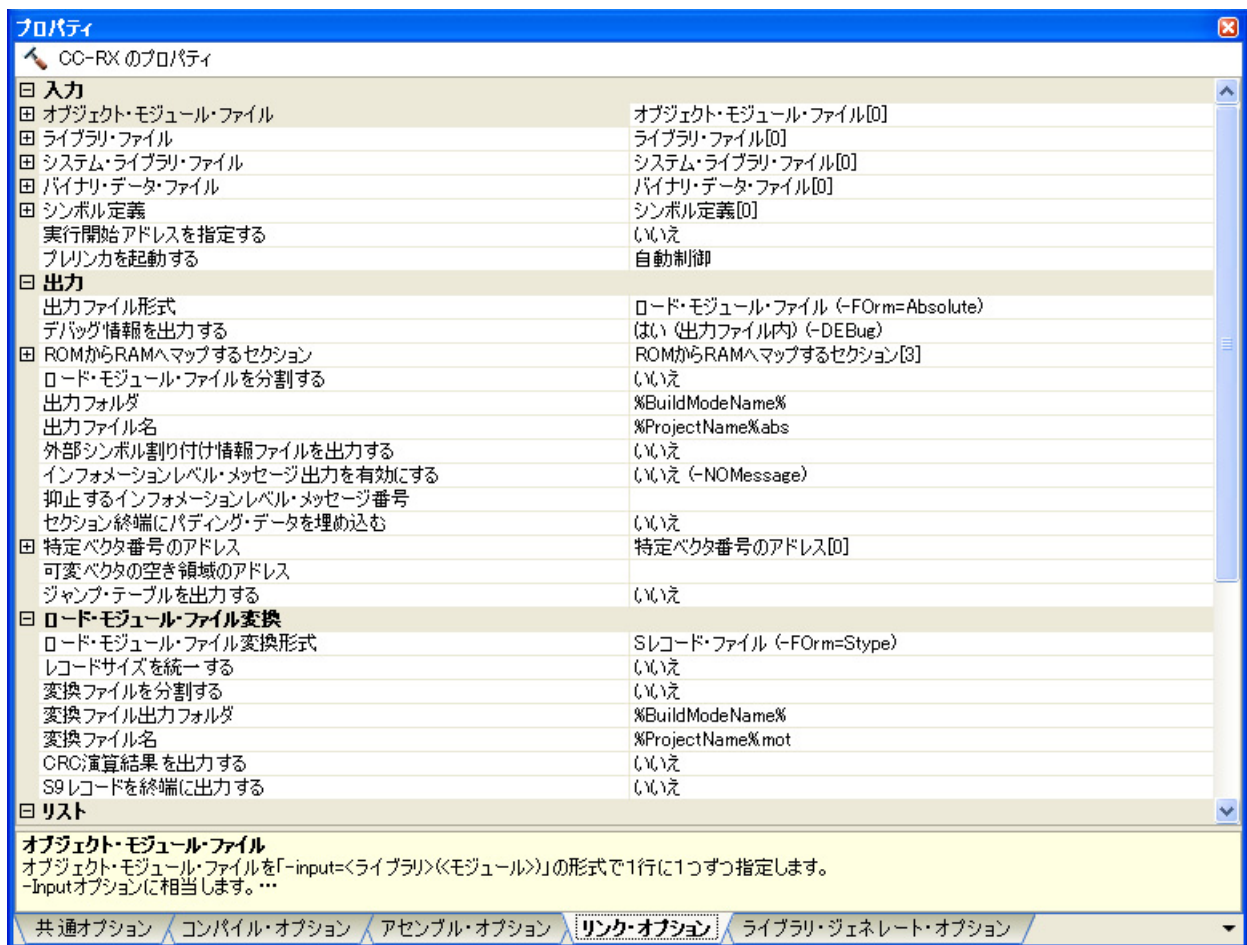 プロパティ
CC-RX のプロパティ
入力
オブジェクト・モジュール・ファイル オブジェクト・モジュール・ファイル[0]
ライブラリ・ファイル ライブラリ・ファイル[0]
システム・ライブラリ・ファイル システム・ライブラリ・ファイル[0]
バイナリ・データ・ファイル バイナリ・データ・ファイル[0]
シンボル定義 シンボル定義[0]
実行開始アドレスを指定する いいえ
プレリンカを起動する 自動制御
出力
出力ファイル形式 ロード・モジュール・ファイル (-FOrm=Absolute)
デバッグ情報を出力する はい (出力ファイル内) (-DEBug)
ROMからRAMへマップするセクション ROMからRAMへマップするセクション[3]
ロード・モジュール・ファイルを分割する いいえ
出力フォルダ %BuildModeName%
出力ファイル名 %ProjectName%.abs
外部シンボル割り付け情報ファイルを出力する いいえ
インフォメーションレベル・メッセージ出力を有効にする いいえ (-NOMessage)
抑止するインフォメーションレベル・メッセージ番号
セクション終端にパディング・データを埋め込む いいえ
特定ベクタ番号のアドレス 特定ベクタ番号のアドレス[0]
可変ベクタの空き領域のアドレス
ジャンプ・テーブルを出力する いいえ
ロード・モジュール・ファイル変換
ロード・モジュール・ファイル変換形式 Sレコード・ファイル (-FOrm=Stype)
レコードサイズを統一する いいえ
変換ファイルを分割する いいえ
変換ファイル出力フォルダ %BuildModeName%
変換ファイル名 %ProjectName%.mot
CRC演算結果を出力する いいえ
S9レコードを終端に出力する いいえ
リスト
オブジェクト・モジュール・ファイル
オブジェクト・モジュール・ファイルを「-input=<ライブラリ>(<モジュール>)」の形式で1行に1つずつ指定します。
-Inputオプションに相当します。…
共通オプション コンパイル・オプション アセンブル・オプション リンク・オプション ライブラリ・ジェネレート・オプション